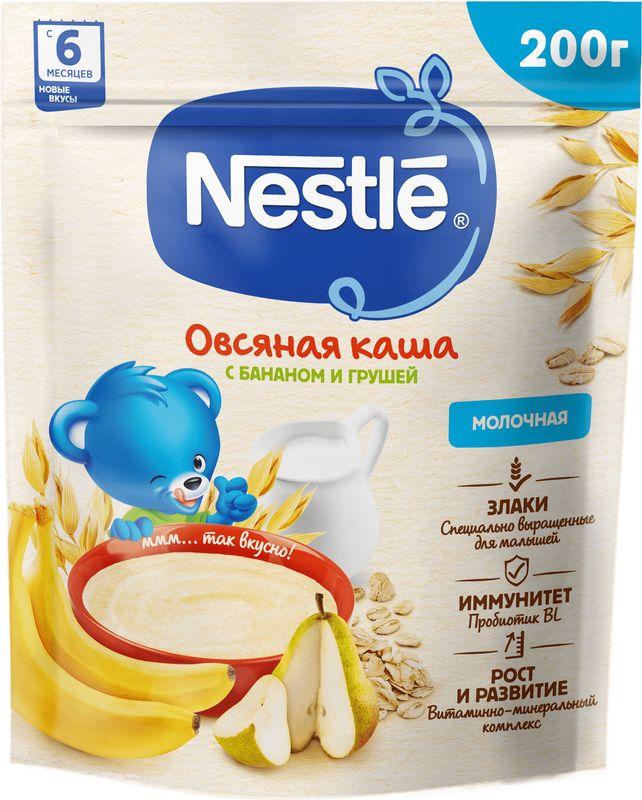 с 6
МЕСЯЦЕВ
НОВЫЕ
ВКУСЫ
200г
Nestlé®
Овсяная каша
С БАНАНОМ И ГРУШЕЙ
МОЛОЧНАЯ
ммм... так вкусно!
ЗЛАКИ
Специально выращенные
для малышей
ИММУНИТЕТ
Пробиотик BL
РОСТ
И РАЗВИТИЕ
Витаминно-минеральный
комплекс